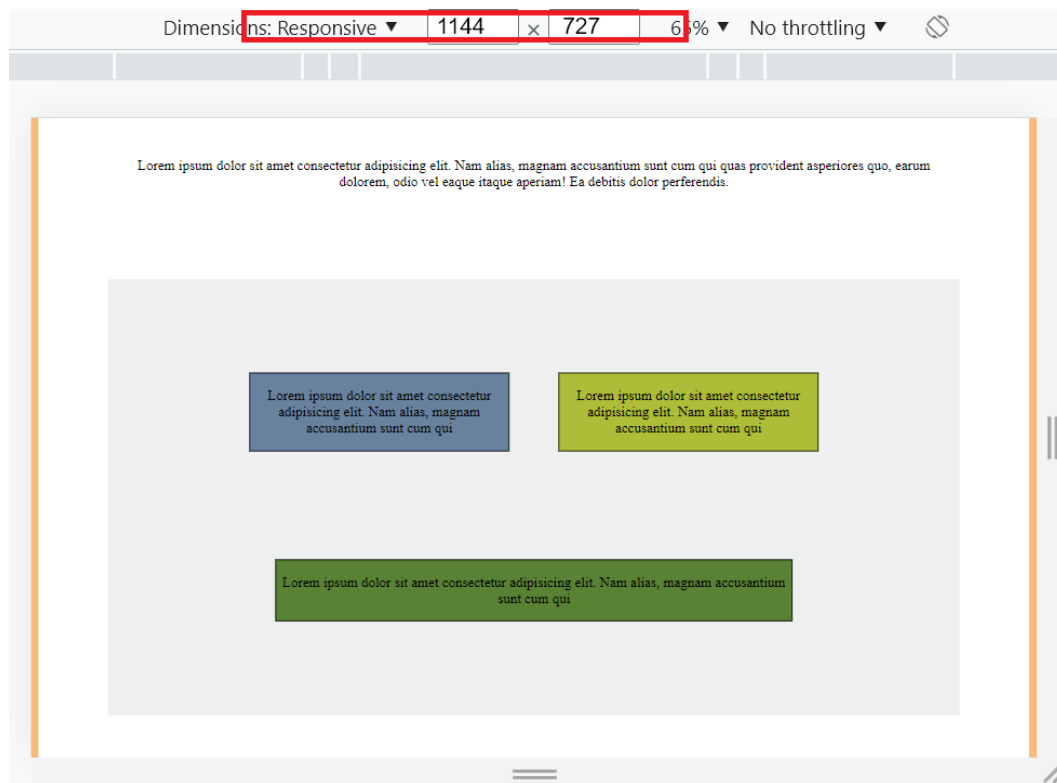 Dimensions: Responsive ▼ 1144 × 727 65% ▼ No throttling ▼
Lorem ipsum dolor sit amet consectetur adipisicing elit. Nam alias, magnam accusantium sunt cum qui quas provident asperiores quo, earum
dolorem, odio vel eaque itaque aperiam! Ea debitis dolor perferendis.
Lorem ipsum dolor sit amet consectetur
adipisicing elit. Nam alias, magnam
accusantium sunt cum qui
Lorem ipsum dolor sit amet consectetur
adipisicing elit. Nam alias, magnam
accusantium sunt cum qui
Lorem ipsum dolor sit amet consectetur adipisicing elit. Nam alias, magnam accusantium
sunt cum qui